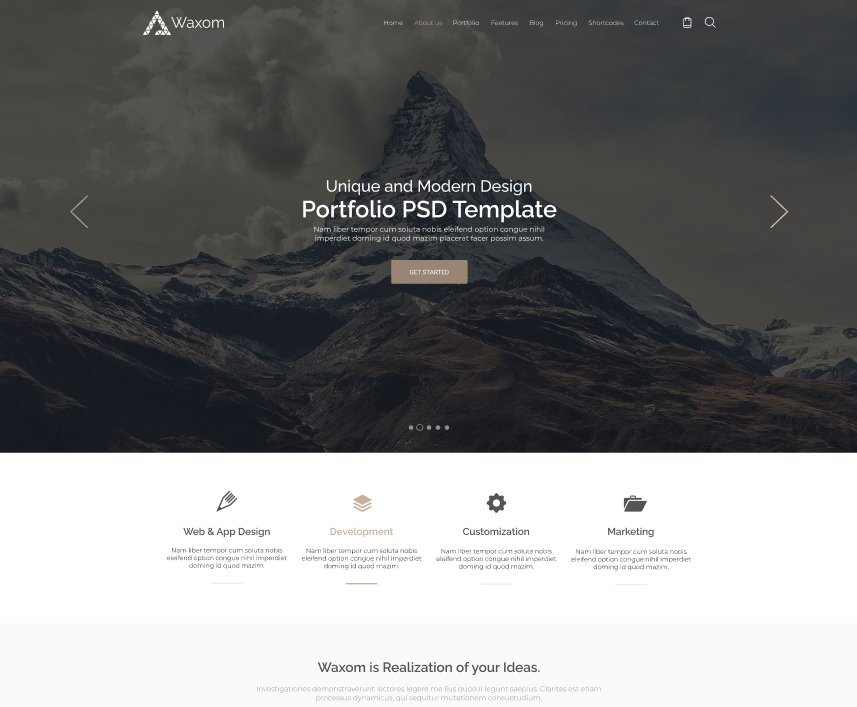 Waxom
Home About us Portfolio Features Blog Pricing Shortcodes Contact
Unique and Modern Design
Portfolio PSD Template
Nam liber tempor cum soluta nobis eleifend option congue nihil
imperdiet doming id quod mazim placerat facer possim assum.
GET STARTED
Web & App Design
Nam liber tempor cum soluta nobis
eleifend option congue nihil imperdiet
doming id quod mazim.
Development
Nam liber tempor cum soluta nobis
eleifend option congue nihil imperdiet
doming id quod mazim.
Customization
Nam liber tempor cum soluta nobis
eleifend option congue nihil imperdiet
doming id quod mazim.
Marketing
Nam liber tempor cum soluta nobis
eleifend option congue nihil imperdiet
doming id quod mazim.
Waxom is Realization of your Ideas.
Investigationes demonstraverunt lectores legere me lius quod ii legunt saepius. Claritas est etiam
processus dynamicus, qui sequitur mutationem consuetudium.